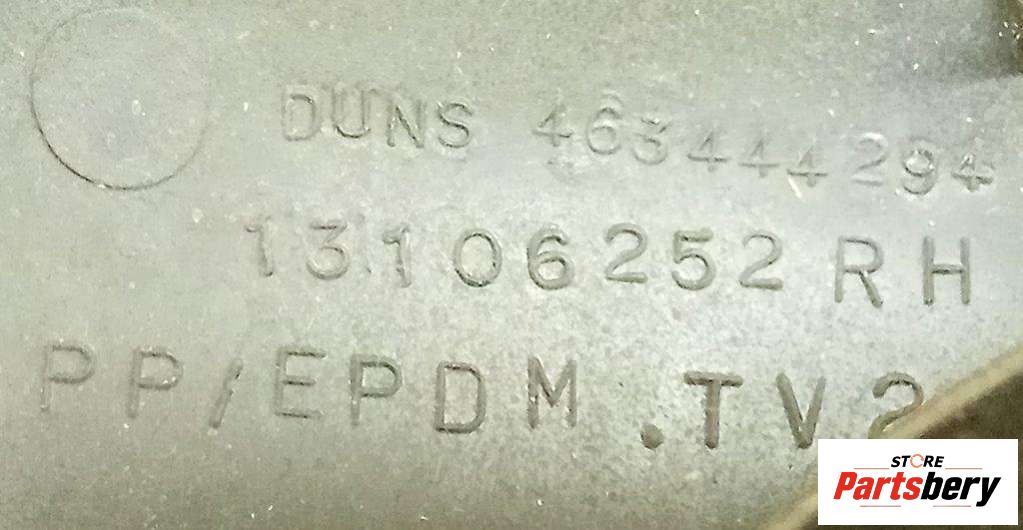 DUNS 463444294
13106252 RH
PP/EPDM .TV2
STORE
Partsbery